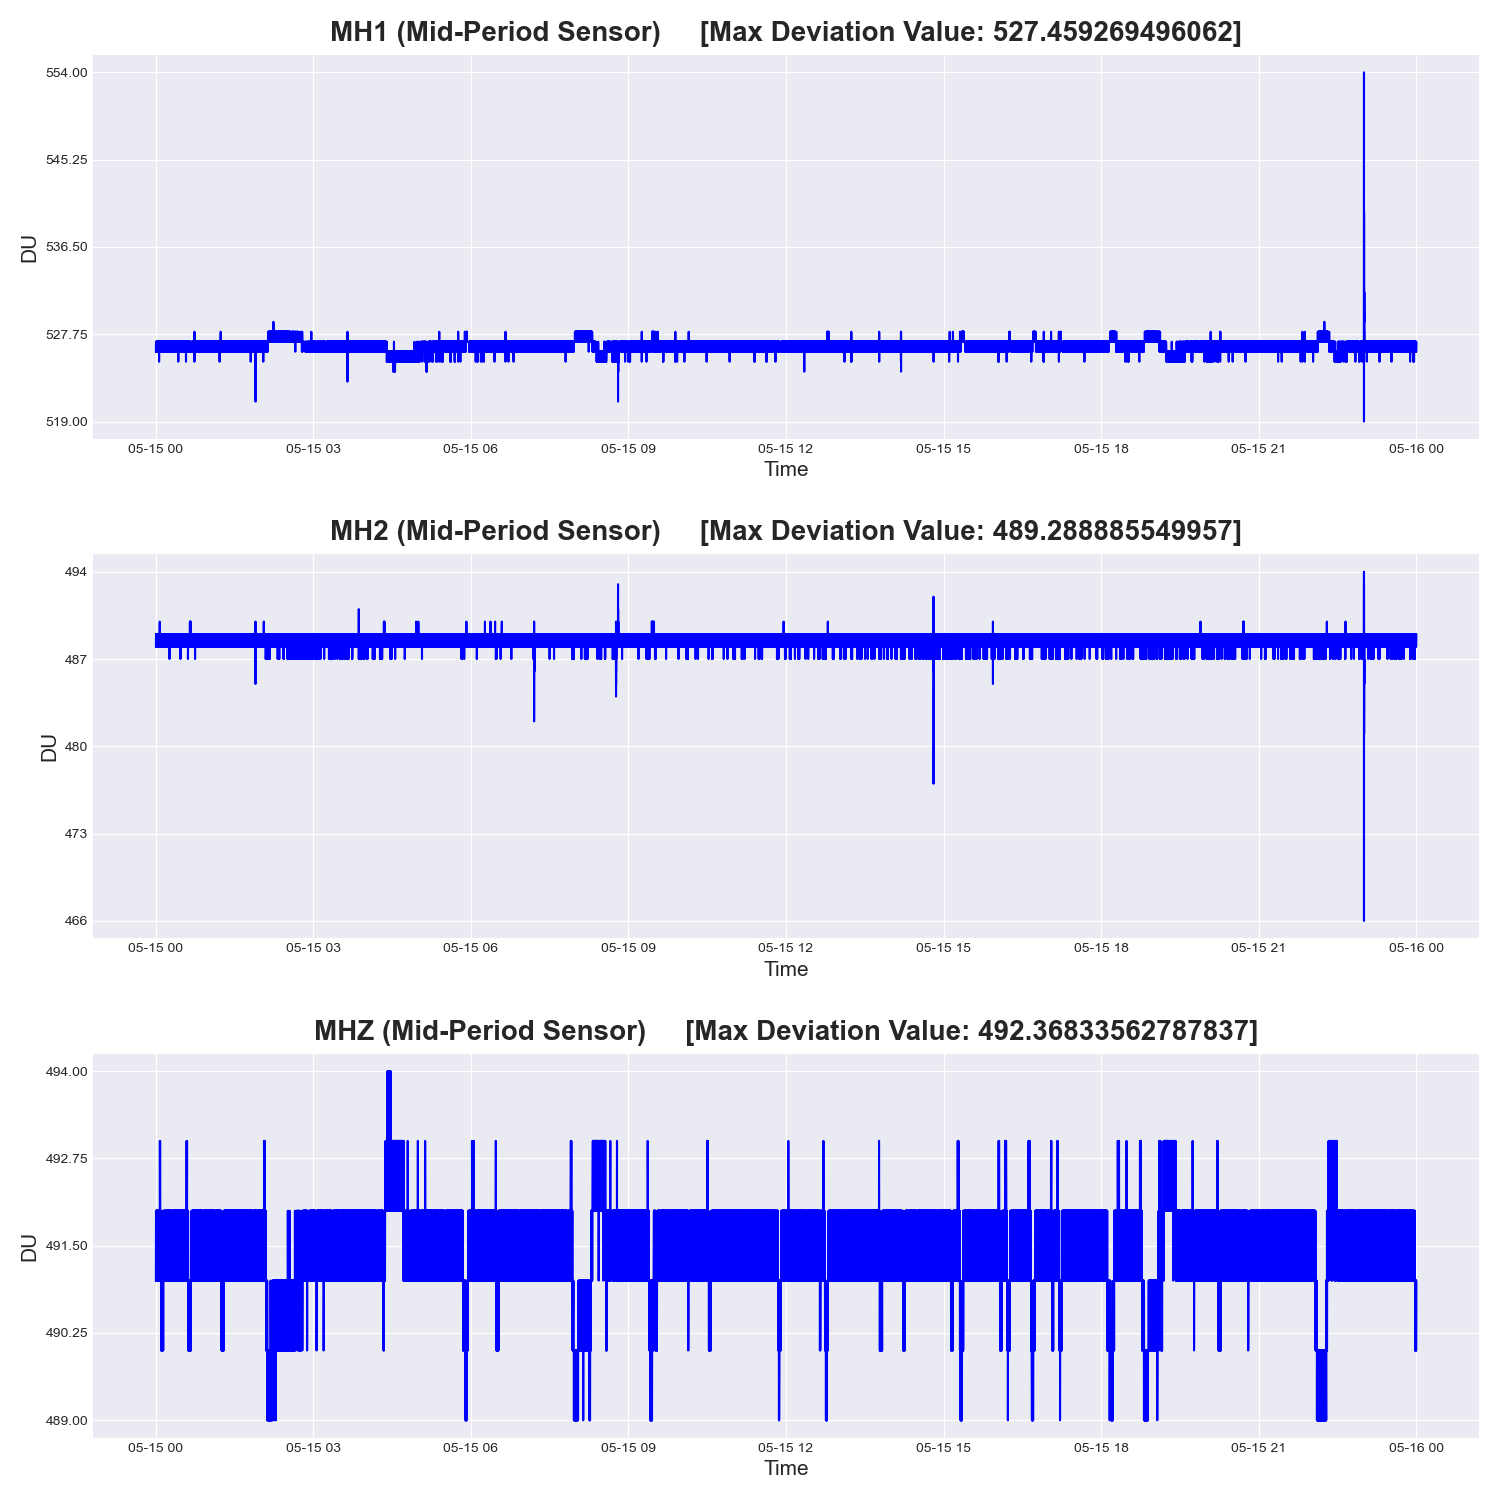 MH1 (Mid-Period Sensor)     [Max Deviation Value: 527.459269496062]
554.00
545.25
536.50
527.75
519.00
DU
05-15 00 05-15 03 05-15 06 05-15 09 05-15 12 05-15 15 05-15 18 05-15 21 05-16 00
Time
MH2 (Mid-Period Sensor)     [Max Deviation Value: 489.288885549957]
494
487
480
473
466
DU
05-15 00 05-15 03 05-15 06 05-15 09 05-15 12 05-15 15 05-15 18 05-15 21 05-16 00
Time
MHZ (Mid-Period Sensor)     [Max Deviation Value: 492.36833562787837]
494.00
492.75
491.50
490.25
489.00
DU
05-15 00 05-15 03 05-15 06 05-15 09 05-15 12 05-15 15 05-15 18 05-15 21 05-16 00
Time